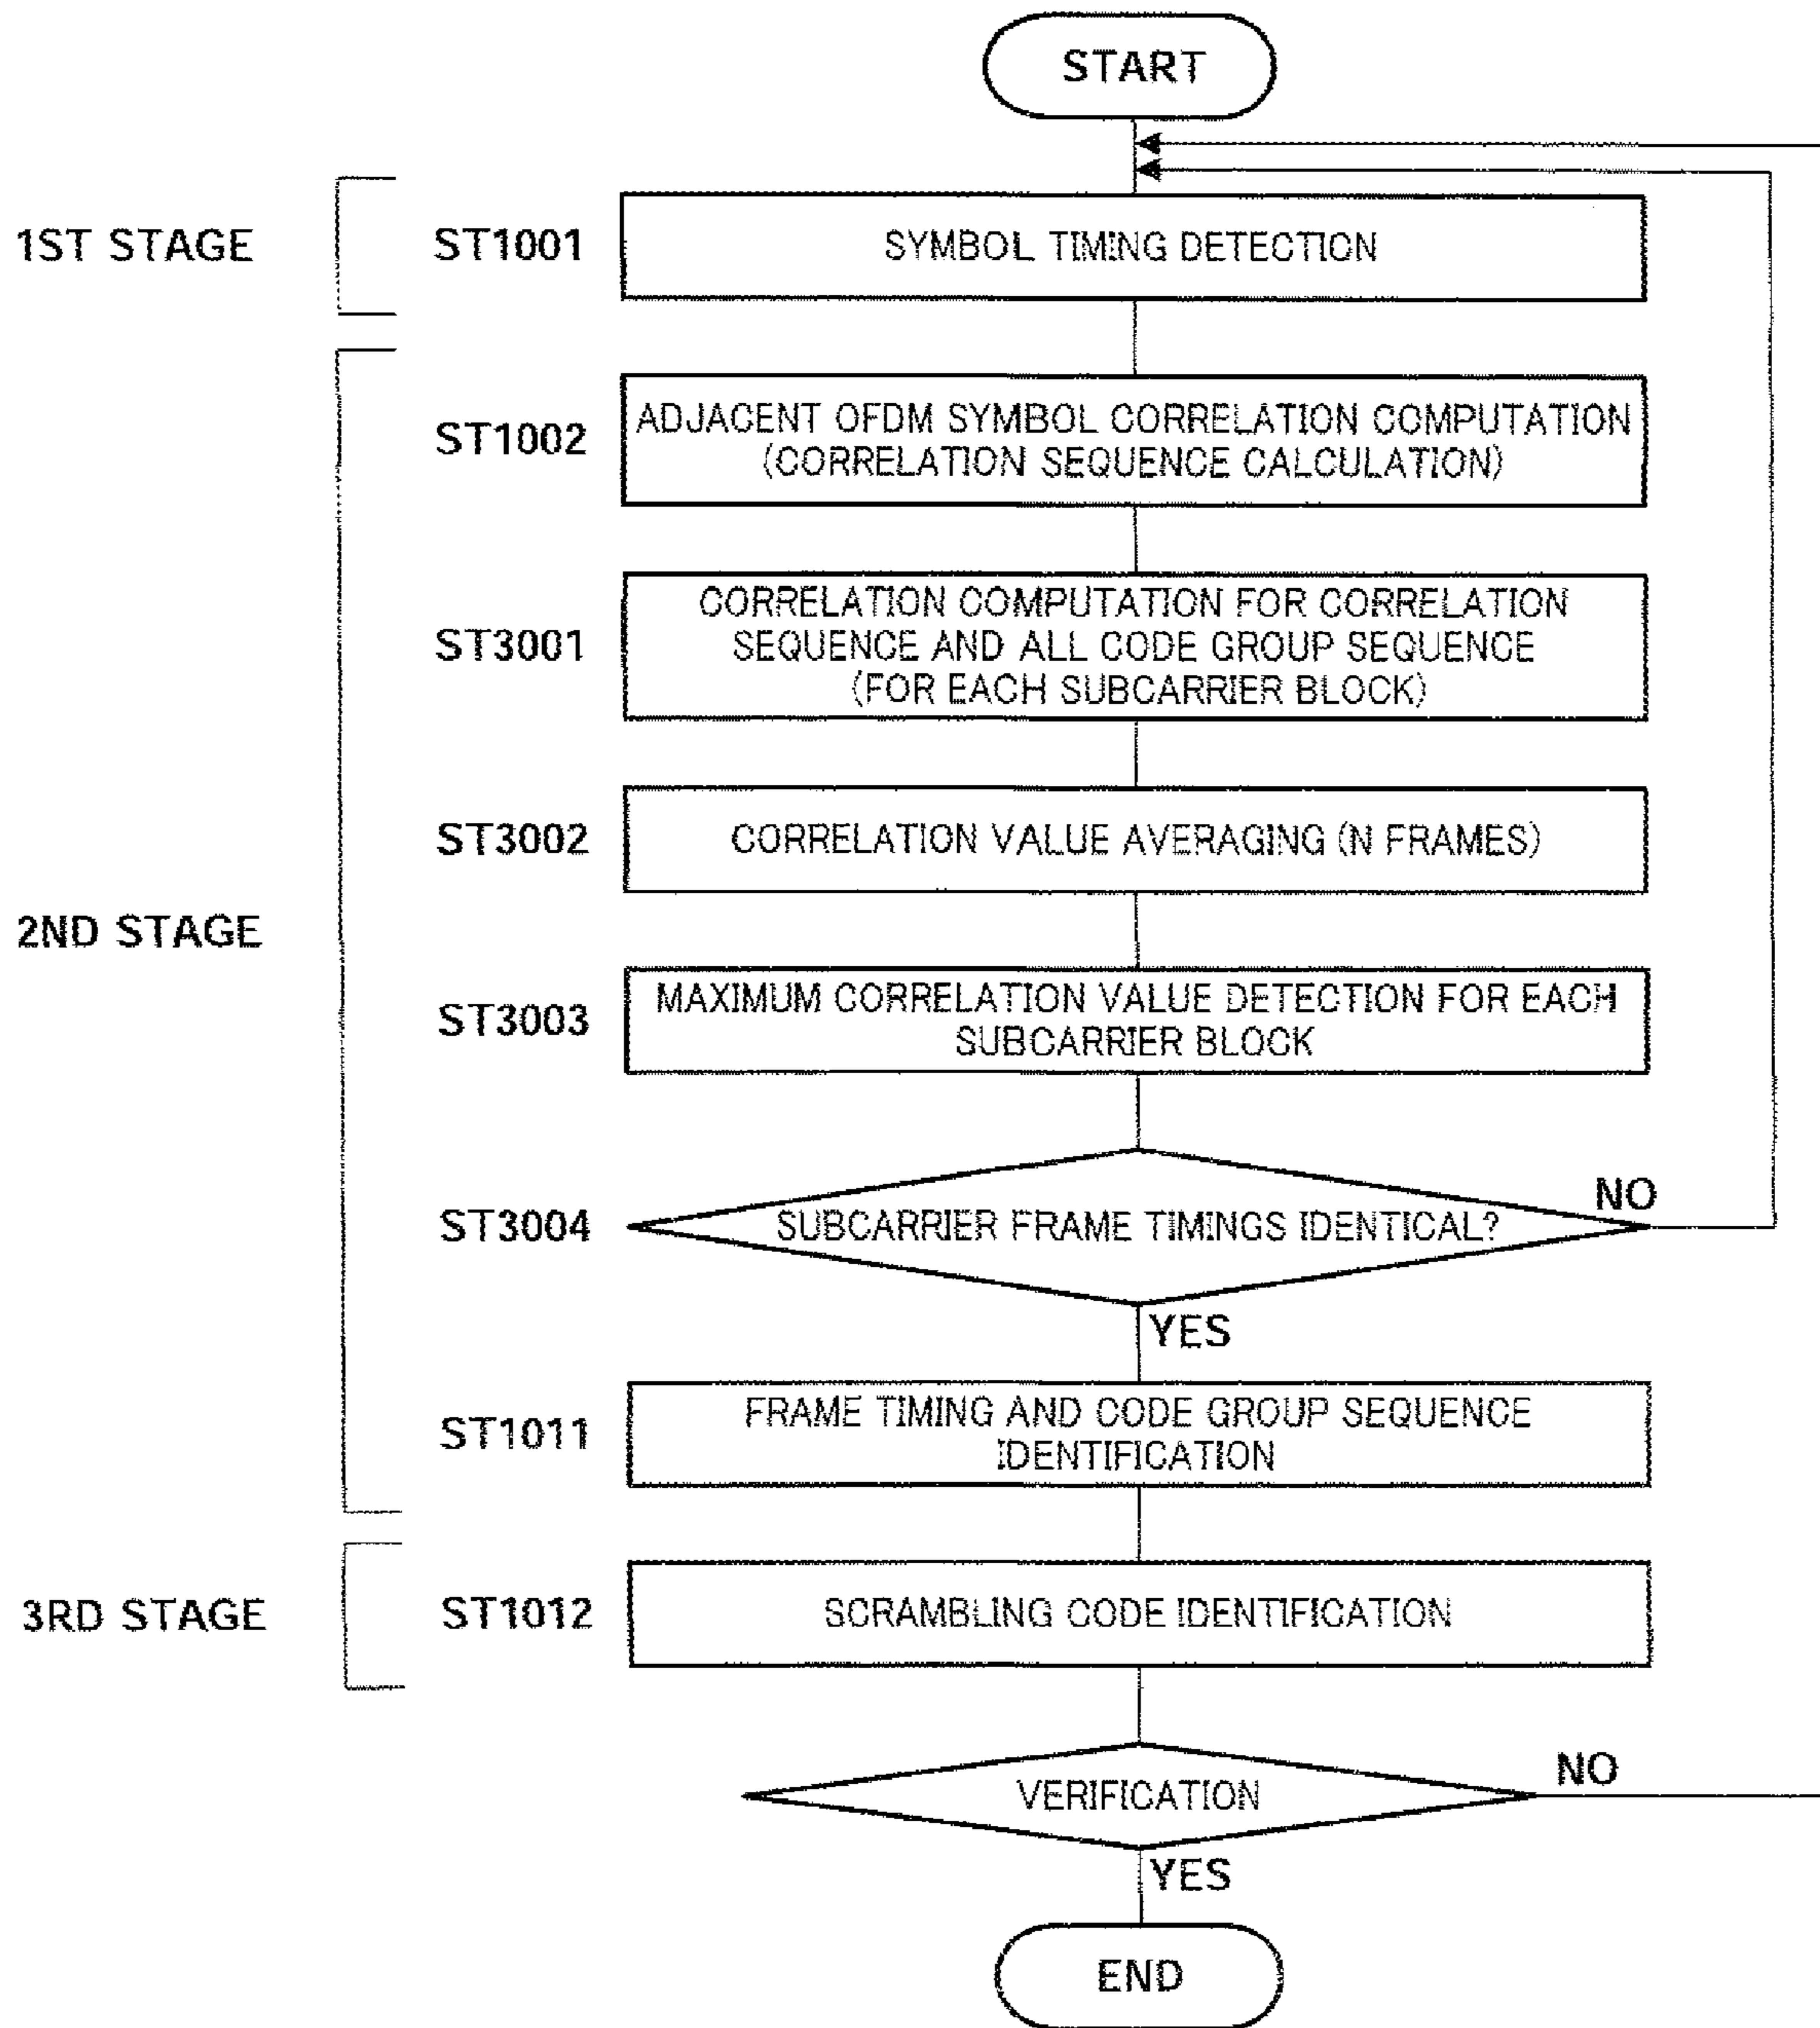 START
1ST STAGE
ST1001
SYMBOL TIMING DETECTION
ST1002
ADJACENT OFDM SYMBOL CORRELATION COMPUTATION
(CORRELATION SEQUENCE CALCULATION)
ST3001
CORRELATION COMPUTATION FOR CORRELATION
SEQUENCE AND ALL CODE GROUP SEQUENCE
(FOR EACH SUBCARRIER BLOCK)
ST3002
CORRELATION VALUE AVERAGING (N FRAMES)
2ND STAGE
ST3003
MAXIMUM CORRELATION VALUE DETECTION FOR EACH
SUBCARRIER BLOCK
ST3004
SUBCARRIER FRAME TIMINGS IDENTICAL?
NO
YES
ST1011
FRAME TIMING AND CODE GROUP SEQUENCE
IDENTIFICATION
3RD STAGE
ST1012
SCRAMBLING CODE IDENTIFICATION
VERIFICATION
NO
YES
END